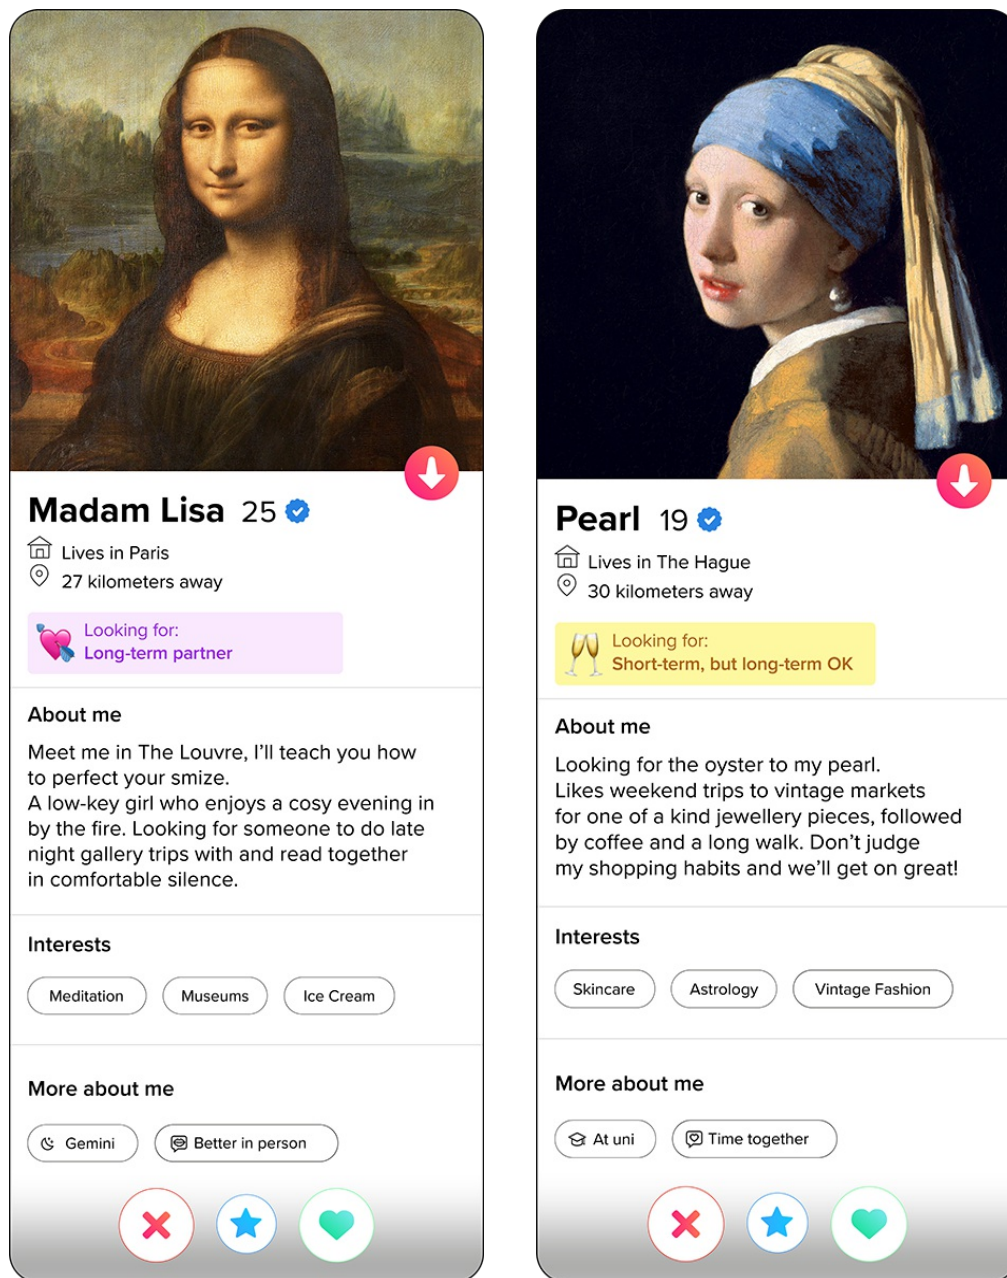 Madam Lisa 25
Lives in Paris
27 kilometers away
Looking for:
Long-term partner
About me
Meet me in The Louvre, I’ll teach you how
to perfect your smize.
A low-key girl who enjoys a cosy evening in
by the fire. Looking for someone to do late
night gallery trips with and read together
in comfortable silence.
Interests
Meditation
Museums
Ice Cream
More about me
Gemini
Better in person
Pearl 19
Lives in The Hague
30 kilometers away
Looking for:
Short-term, but long-term OK
About me
Looking for the oyster to my pearl.
Likes weekend trips to vintage markets
for one of a kind jewellery pieces, followed
by coffee and a long walk. Don’t judge
my shopping habits and we’ll get on great!
Interests
Skincare
Astrology
Vintage Fashion
More about me
At uni
Time together